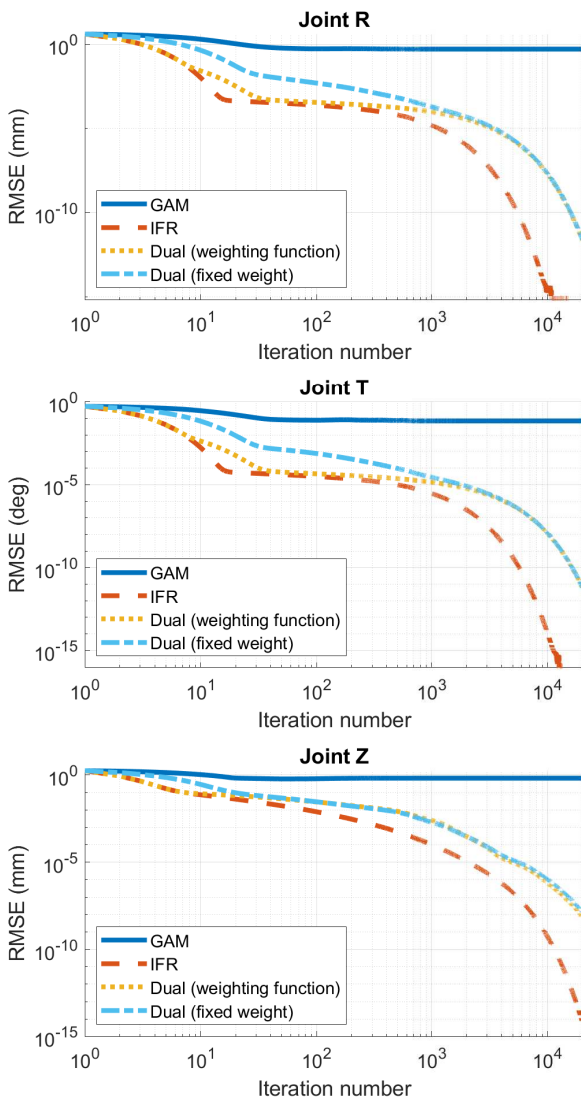 Joint R
10^0
10^-10
RMSE (mm)
GAM
IFR
Dual (weighting function)
Dual (fixed weight)
10^0 10^1 10^2 10^3 10^4
Iteration number
Joint T
10^0
10^-5
10^-10
10^-15
RMSE (deg)
GAM
IFR
Dual (weighting function)
Dual (fixed weight)
10^0 10^1 10^2 10^3 10^4
Iteration number
Joint Z
10^0
10^-5
10^-10
10^-15
RMSE (mm)
GAM
IFR
Dual (weighting function)
Dual (fixed weight)
10^0 10^1 10^2 10^3 10^4
Iteration number